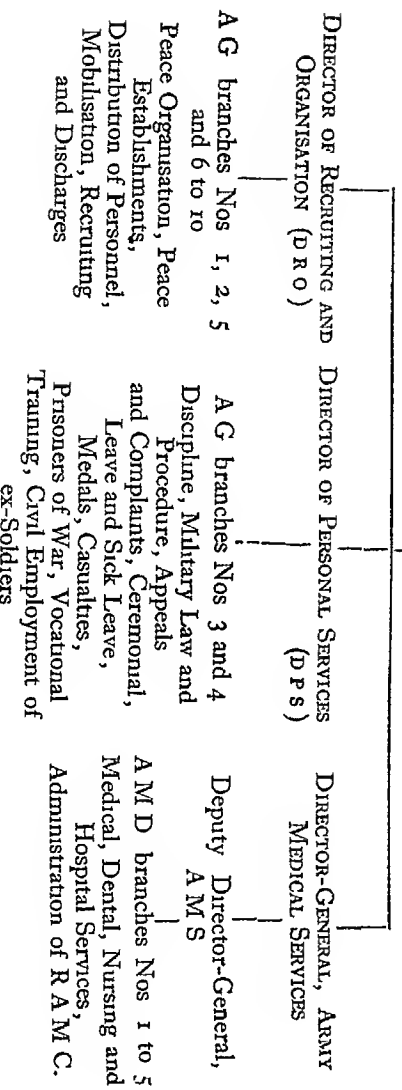 DIRECTOR OF RECRUITING AND
ORGANISATION (D R O)
A G branches Nos 1, 2, 5
and 6 to 10
Peace Organisation, Peace
Establishments,
Distribution of Personnel,
Mobilisation, Recruiting
and Discharges
DIRECTOR OF PERSONAL SERVICES
(D P S)
A G branches Nos 3 and 4
Discipline, Military Law and
Procedure, Appeals
and Complaints, Ceremonial,
Leave and Sick Leave,
Medals, Casualties,
Prisoners of War, Vocational
Training, Civil Employment of
ex-Soldiers
DIRECTOR-GENERAL, ARMY
MEDICAL SERVICES
Deputy Director-General,
A M S
A M D branches Nos 1 to 5
Medical, Dental, Nursing and
Hospital Services,
Administration of R A M C.